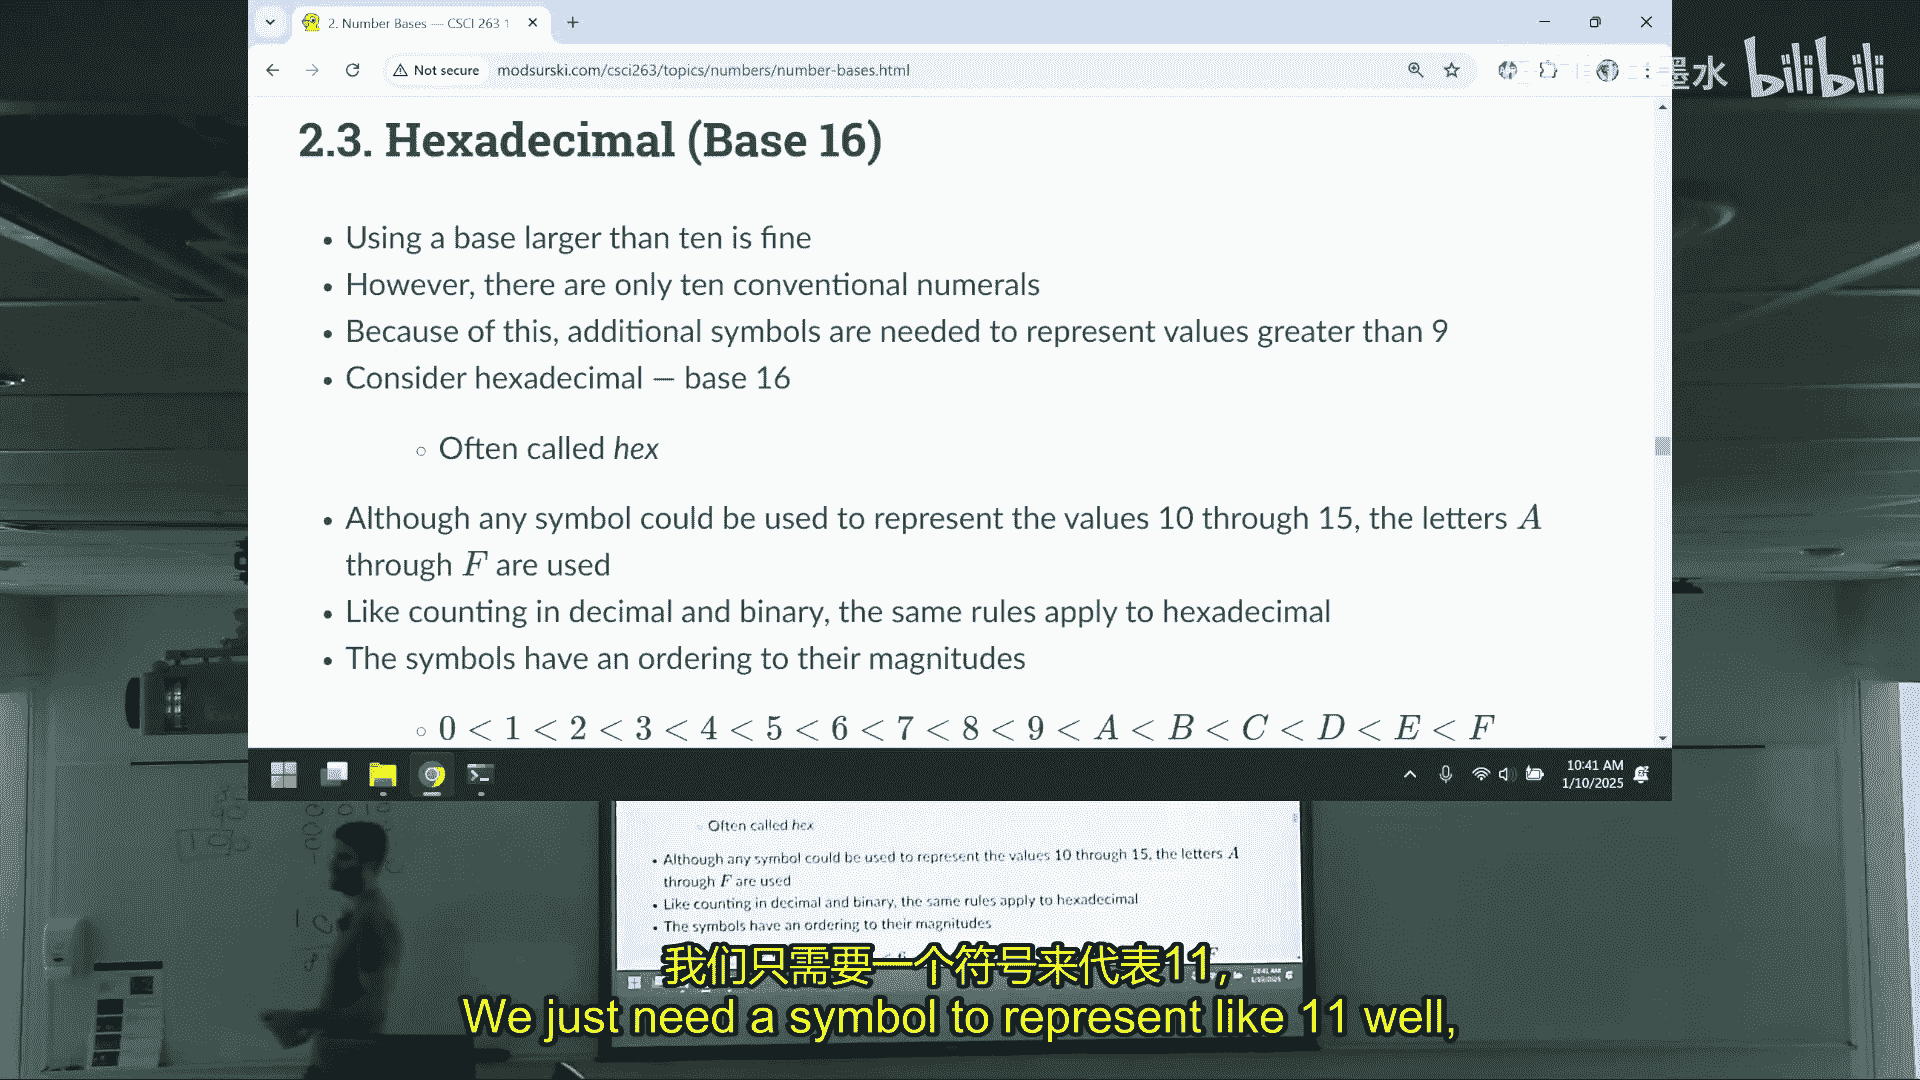 2. Number Bases — CSCI 263 1
Not secure
modsurski.com/csci263/topics/numbers/number-bases.html
墨水 bilibili
2.3. Hexadecimal (Base 16)
• Using a base larger than ten is fine
• However, there are only ten conventional numerals
• Because of this, additional symbols are needed to represent values greater than 9
• Consider hexadecimal — base 16
◦ Often called hex
• Although any symbol could be used to represent the values 10 through 15, the letters A
through F are used
• Like counting in decimal and binary, the same rules apply to hexadecimal
• The symbols have an ordering to their magnitudes
◦ 0 < 1 < 2 < 3 < 4 < 5 < 6 < 7 < 8 < 9 < A < B < C < D < E < F
10:41 AM
1/10/2025
◦ Often called hex
• Although any symbol could be used to represent the values 10 through 15, the letters A
through F are used
• Like counting in decimal and binary, the same rules apply to hexadecimal
• The symbols have an ordering to their magnitudes
我们只需要一个符号来代表11,
We just need a symbol to represent like 11 well,